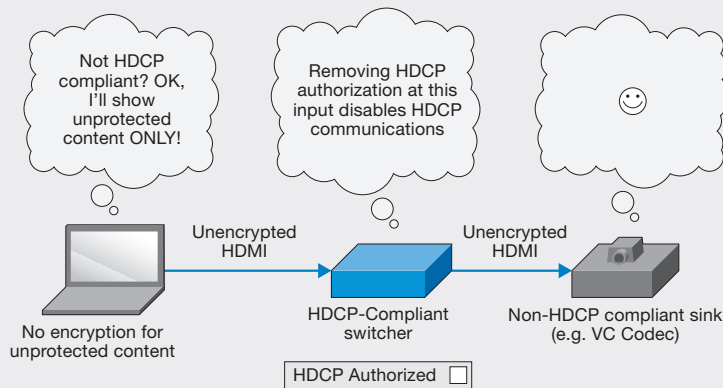 Not HDCP
compliant? OK,
I'll show
unprotected
content ONLY!
Removing HDCP
authorization at this
input disables HDCP
communications
Unencrypted
HDMI
Unencrypted
HDMI
No encryption for
unprotected content
HDCP-Compliant
switcher
Non-HDCP compliant sink
(e.g. VC Codec)
HDCP Authorized